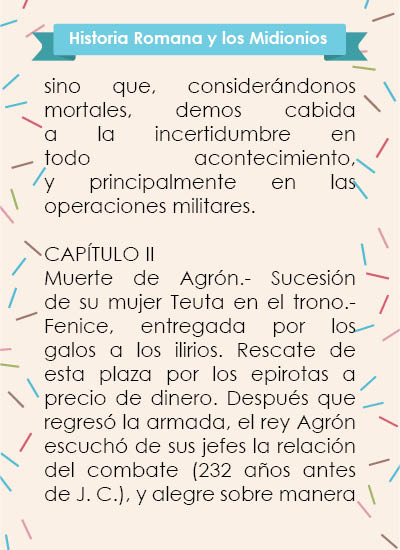 Historia Romana y los Midionios
sino que, considerándonos
mortales, demos cabida
a la incertidumbre en
todo acontecimiento,
y principalmente en las
operaciones militares.
CAPÍTULO II
Muerte de Agrón.- Sucesión
de su mujer Teuta en el trono.-
Fenice, entregada por los
galos a los ilirios. Rescate de
esta plaza por los epirotas a
precio de dinero. Después que
regresó la armada, el rey Agrón
escuchó de sus jefes la relación
del combate (232 años antes
de J. C.), y alegre sobre manera